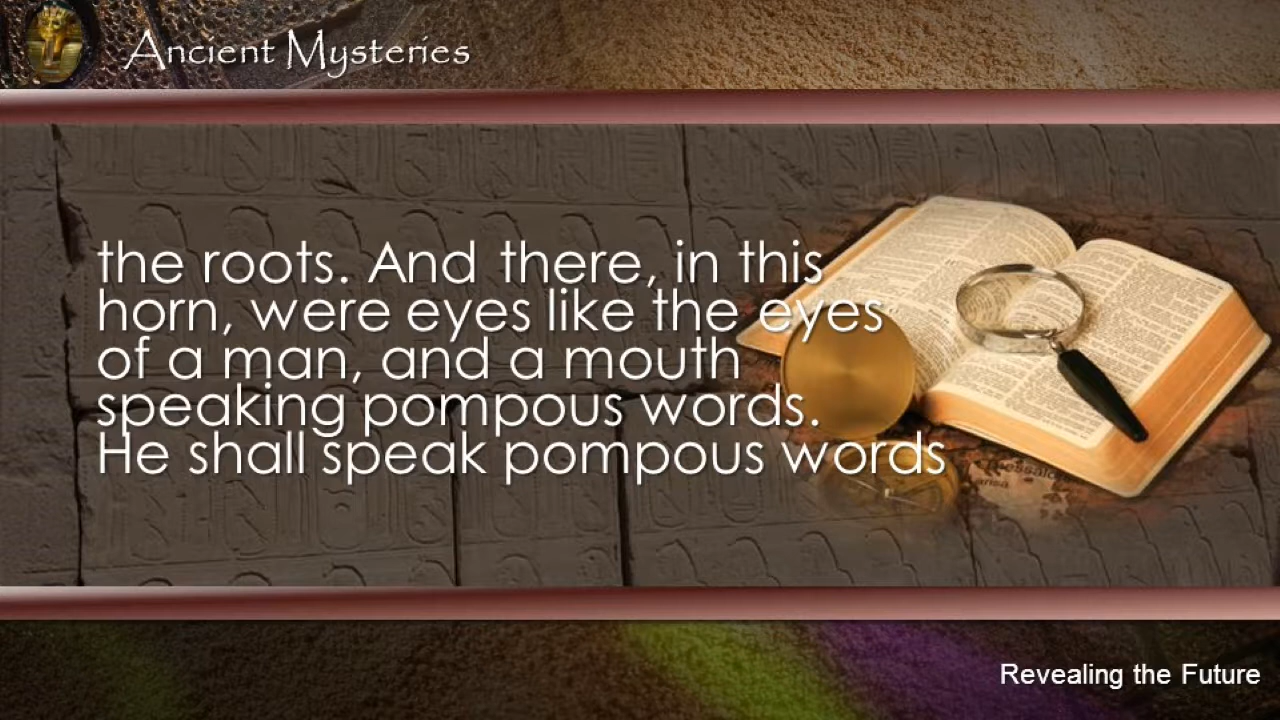 Ancient Mysteries
the roots. And there, in this
horn, were eyes like the eyes
of a man, and a mouth
speaking pompous words.
He shall speak pompous words
Revealing the Future